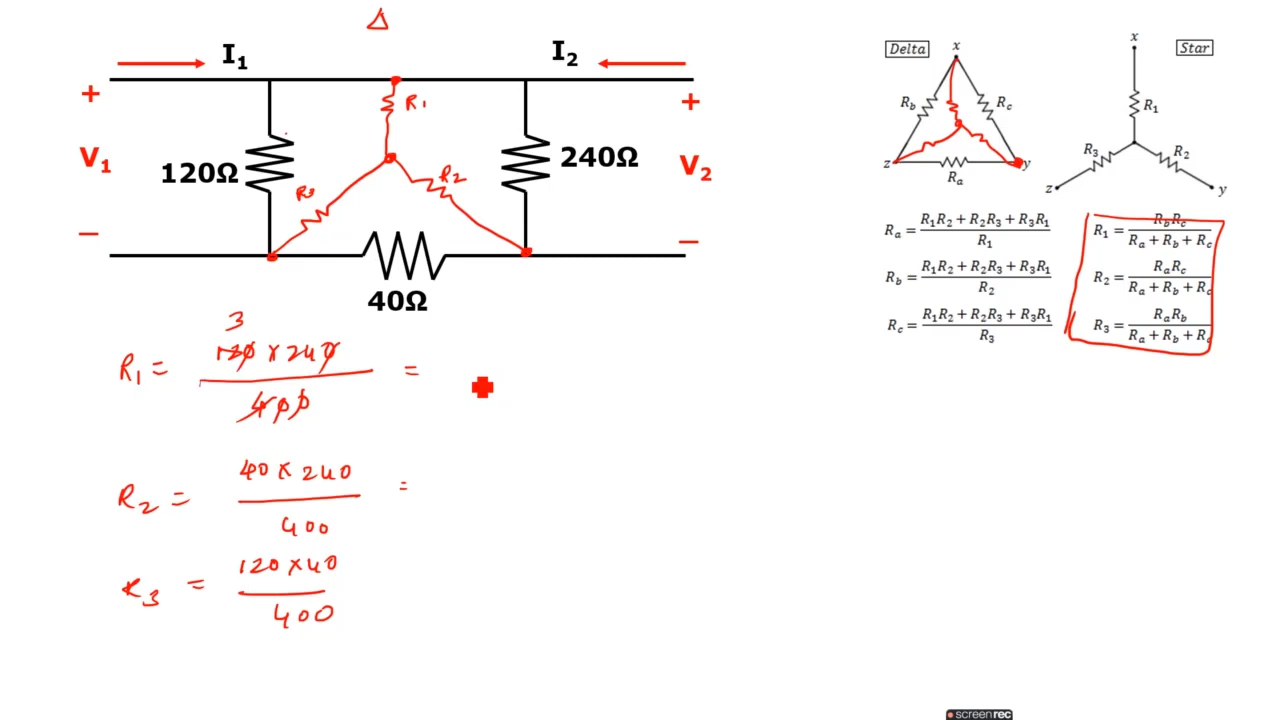 Δ
I1
I2
+
+
R1
120Ω
240Ω
V1
V2
R3
R2
−
−
40Ω
3
R1 = 120 × 240 / 400 =
R2 = 40 × 240 / 400 =
R3 = 120 × 40 / 400
Delta
x
Rb
Rc
z
y
Ra
x
Star
R1
R3
R2
z
y
Ra = R1R2 + R2R3 + R3R1 / R1
Rb = R1R2 + R2R3 + R3R1 / R2
Rc = R1R2 + R2R3 + R3R1 / R3
R1 = RbRc / Ra + Rb + Rc
R2 = RaRc / Ra + Rb + Rc
R3 = RaRb / Ra + Rb + Rc
screenrec